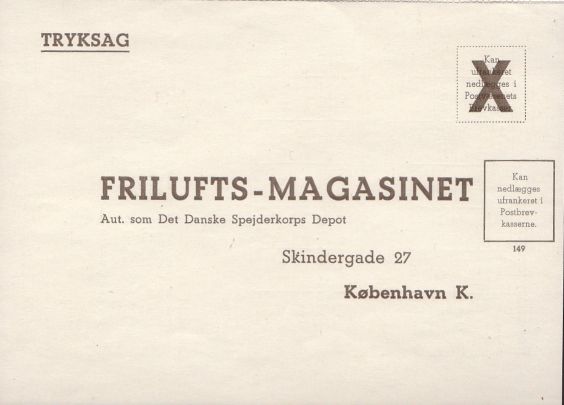 TRYKSAG
Kan
ufrankeret
nedlægges i
Postvæsenets
Brevkasser
X
FRILUFTS-MAGASINET
Aut. som Det Danske Spejderkorps Depot
Kan
nedlægges
ufrankeret i
Postbrev-
kasserne.
149
Skindergade 27
København K.